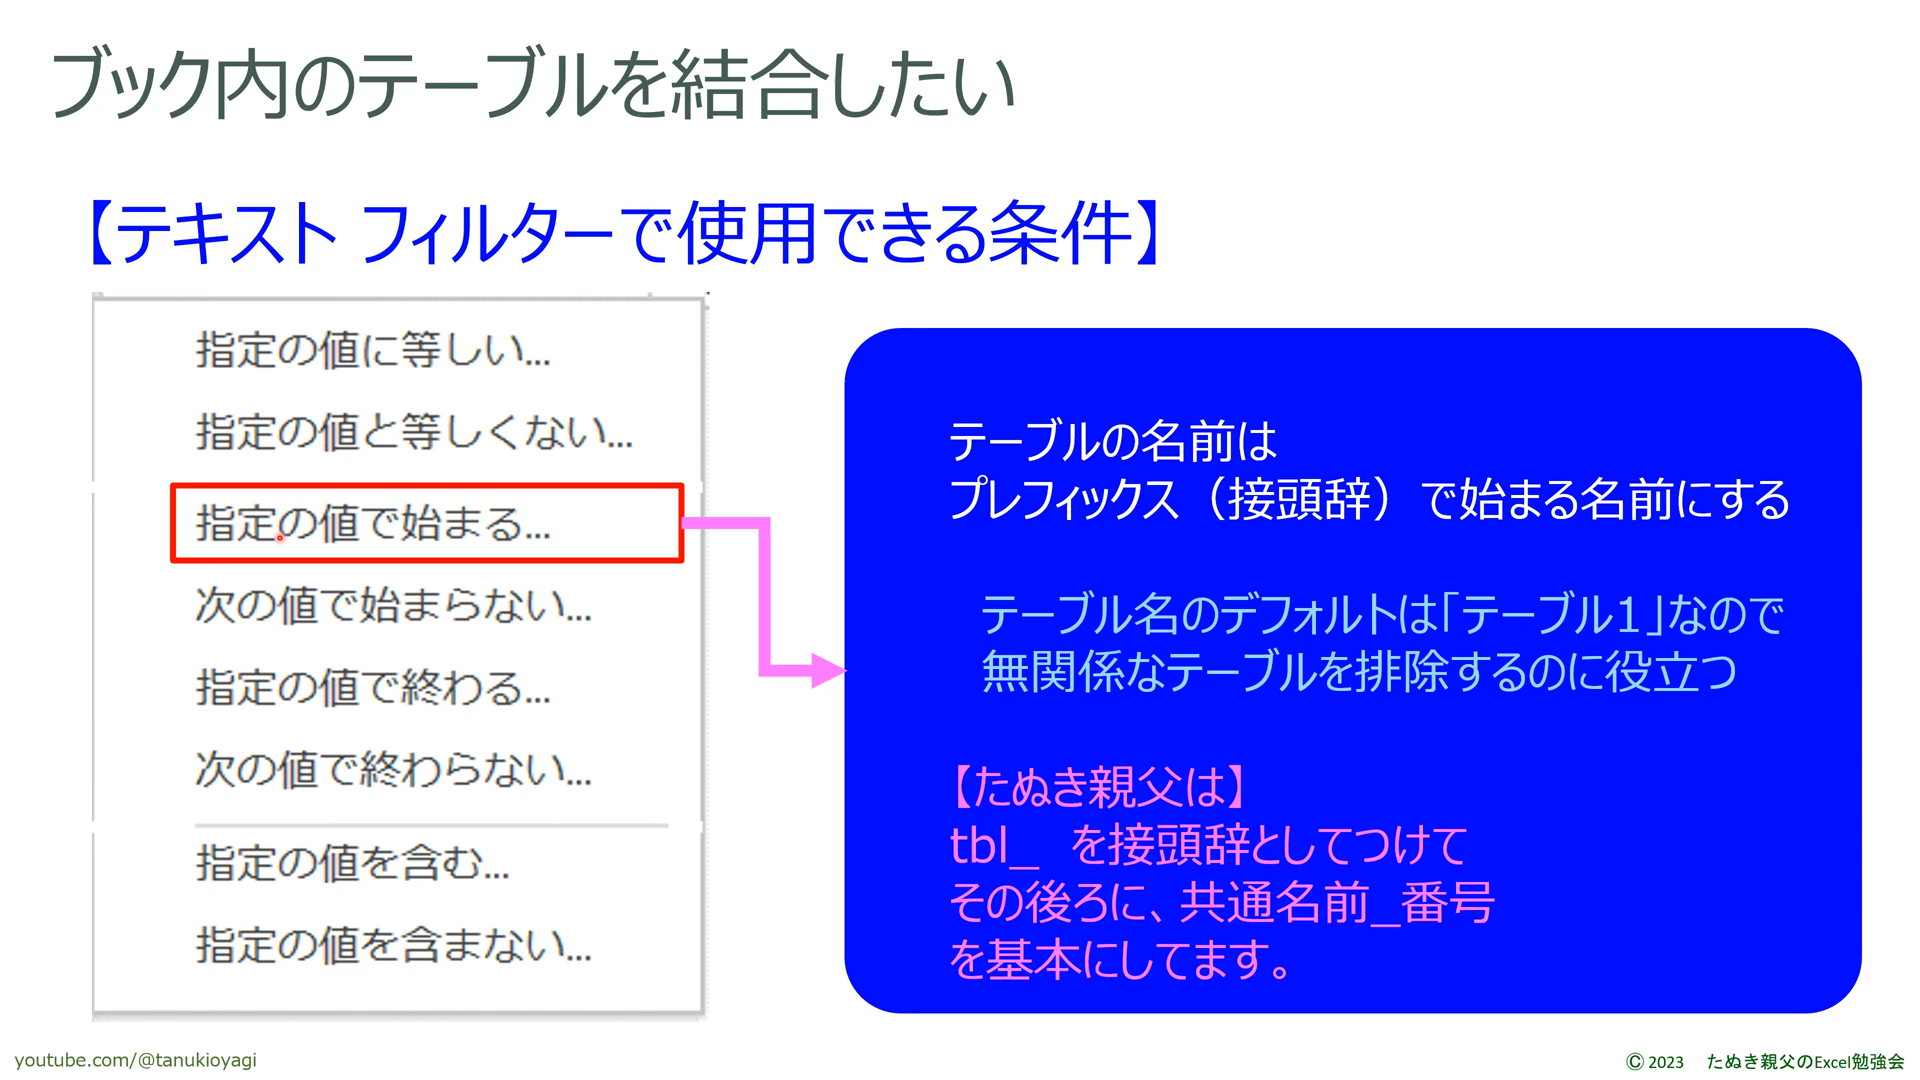 ブック内のテーブルを結合したい
【テキスト フィルターで使用できる条件】
指定の値に等しい...
指定の値と等しくない...
指定の値で始まる...
次の値で始まらない...
指定の値で終わる...
次の値で終わらない...
指定の値を含む...
指定の値を含まない...
テーブルの名前は
プレフィックス（接頭辞）で始まる名前にする
テーブル名のデフォルトは「テーブル１」なので
無関係なテーブルを排除するのに役立つ
【たぬき親父は】
tbl_　を接頭辞としてつけて
その後ろに、共通名前_番号
を基本にしてます。
youtube.com/@tanukioyagi
Ⓒ 2023　たぬき親父のExcel勉強会